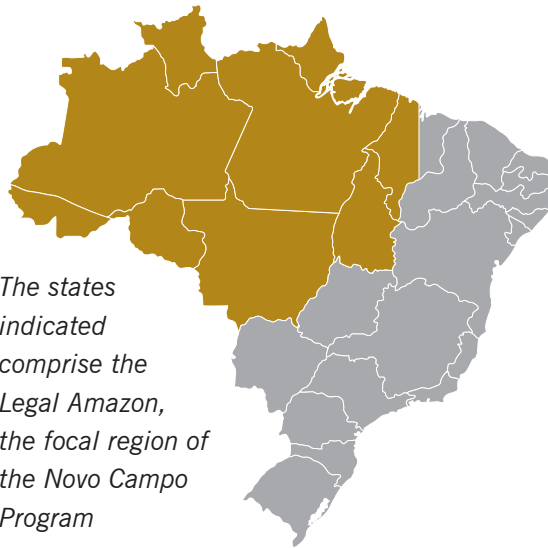 The states
indicated
comprise the
Legal Amazon,
the focal region of
the Novo Campo
Program